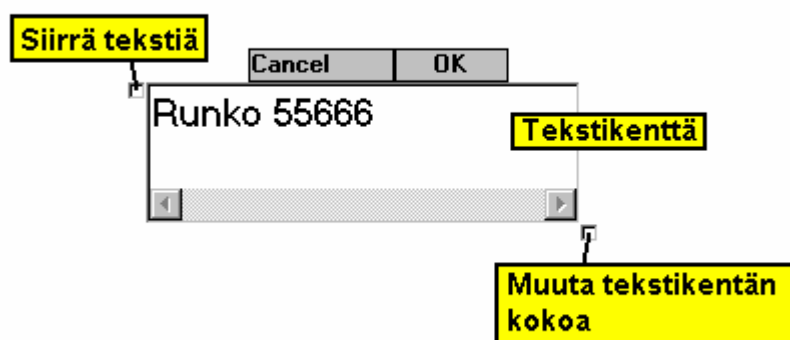 Siirrä tekstiä
Cancel OK
Runko 55666
Tekstikenttä
Muuta tekstikentän
kokoa